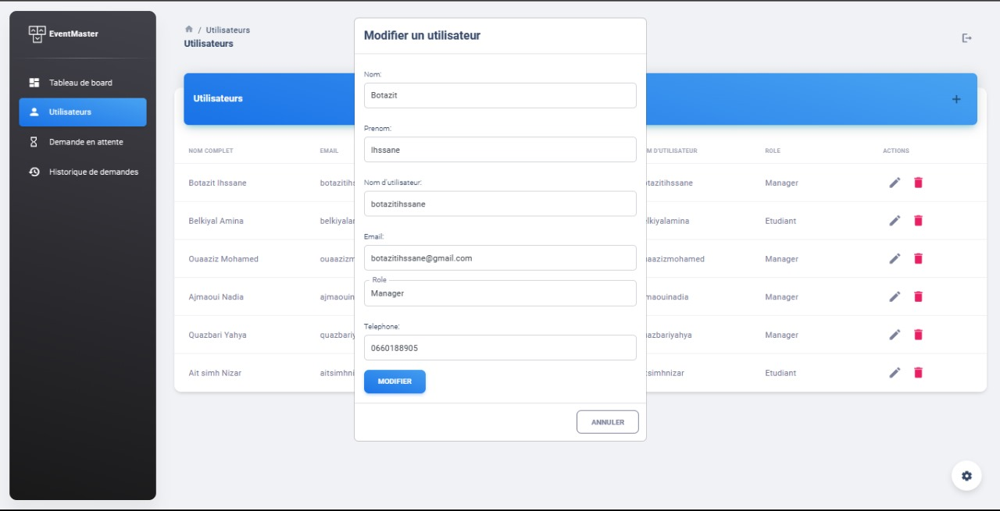 EventMaster
Tableau de board
Utilisateurs
Demande en attente
Historique de demandes
/ Utilisateurs
Utilisateurs
Utilisateurs
+
NOM COMPLET EMAIL M D'UTILISATEUR ROLE ACTIONS
Botazit Ihssane botazitihs tazitihssane Manager
Belkiyal Amina belkiyalar lkiyalamina Etudiant
Ouaaziz Mohamed ouaazizm aazizmohamed Manager
Ajmaoui Nadia ajmaouin maouinadia Manager
Quazbari Yahya quazbariy azbariyahya Manager
Ait simh Nizar aitsimhni simhnizar Etudiant
Modifier un utilisateur
Nom:
Botazit
Prenom:
Ihssane
Nom d'utilisateur:
botazitihssane
Email:
botazitihssane@gmail.com
Role
Manager
Telephone:
0660188905
MODIFIER
ANNULER